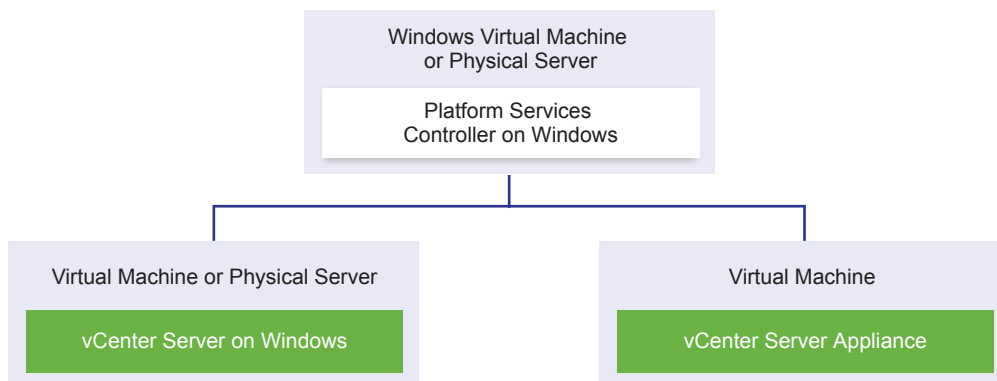 Windows Virtual Machine
or Physical Server
Platform Services
Controller on Windows
Virtual Machine or Physical Server
vCenter Server on Windows
Virtual Machine
vCenter Server Appliance